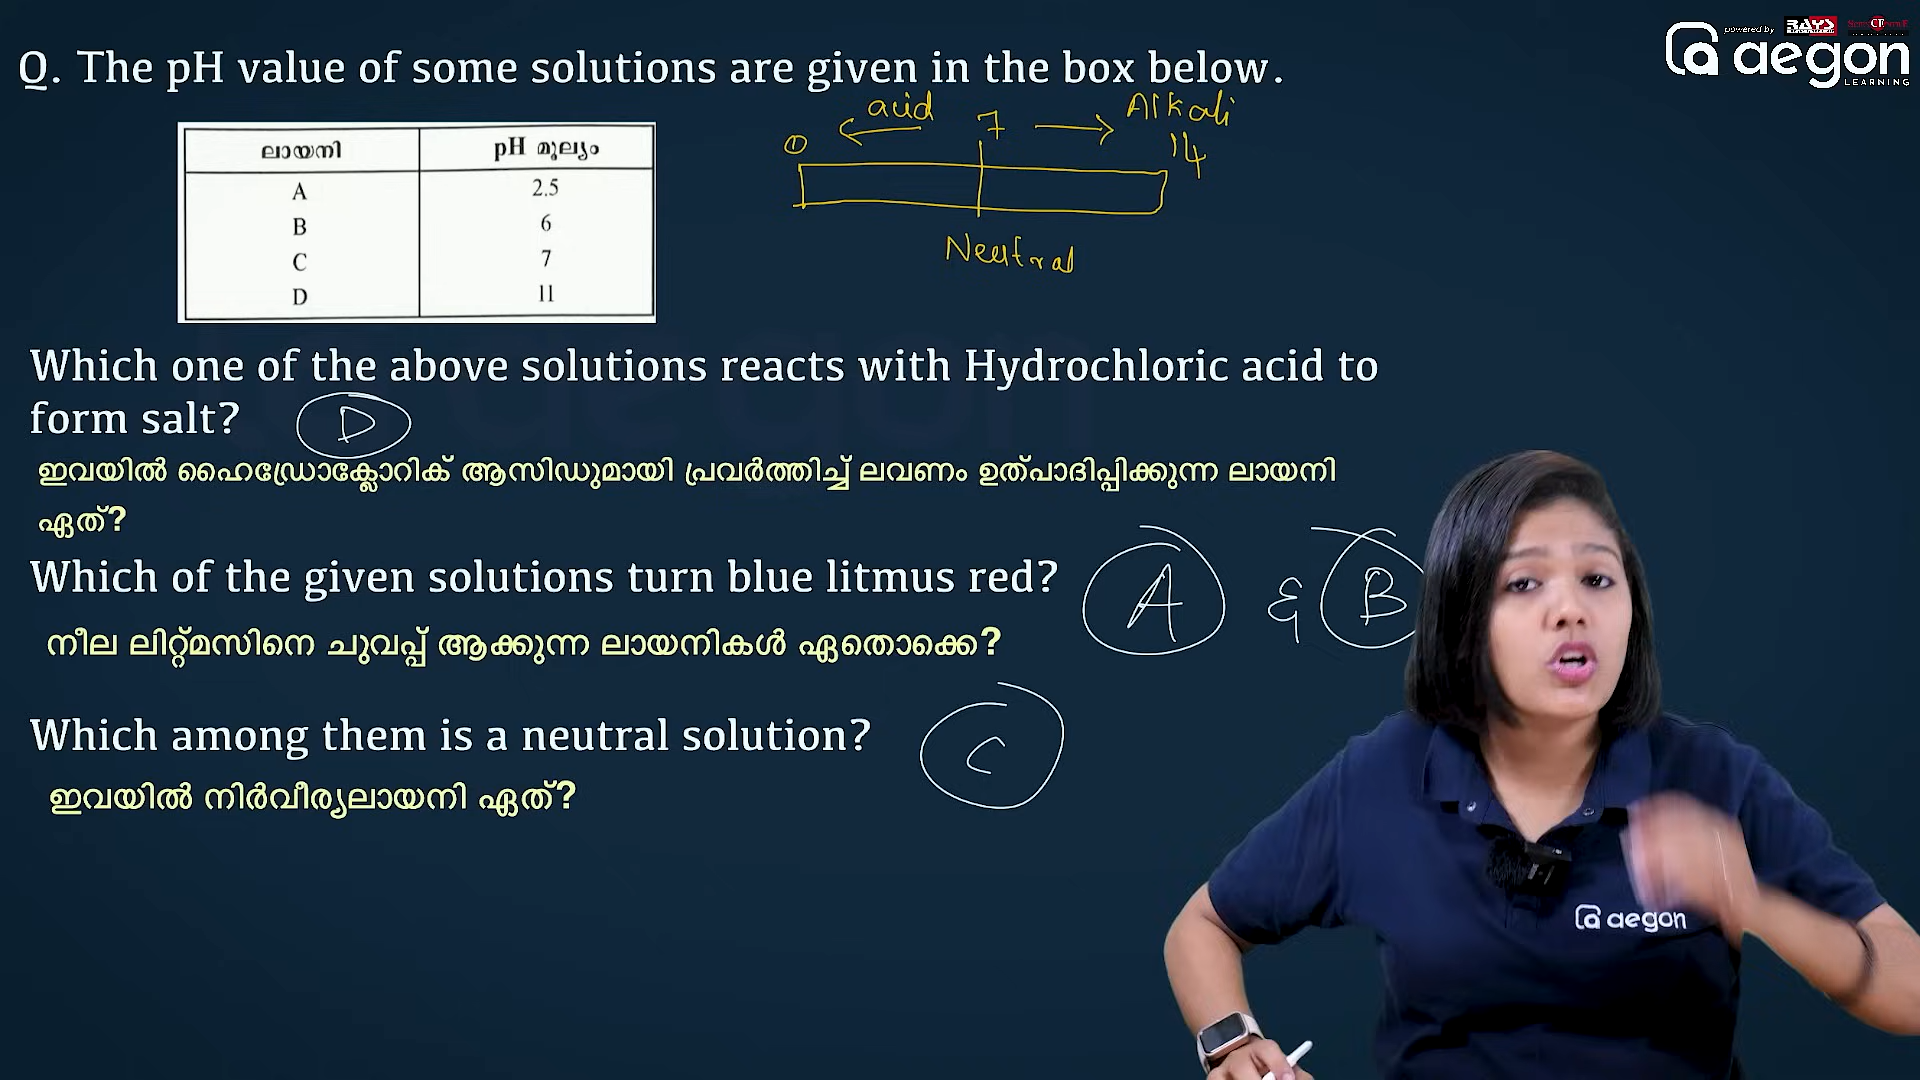 powered by RAYS
aegon
LEARNING
Q. The pH value of some solutions are given in the box below.
acid 7 Alkali
0 14
Neutral
ലായനി pH മൂല്യം
A 2.5
B 6
C 7
D 11
Which one of the above solutions reacts with Hydrochloric acid to
form salt? D
ഇവയിൽ ഹൈഡ്രോക്ലോറിക് ആസിഡുമായി പ്രവർത്തിച്ച് ലവണം ഉത്പാദിപ്പിക്കുന്ന ലായനി
ഏത്?
Which of the given solutions turn blue litmus red? A & B
നീല ലിറ്റ്മസിനെ ചുവപ്പ് ആക്കുന്ന ലായനികൾ ഏതൊക്കെ?
Which among them is a neutral solution? C
ഇവയിൽ നിർവീര്യലായനി ഏത്?
aegon